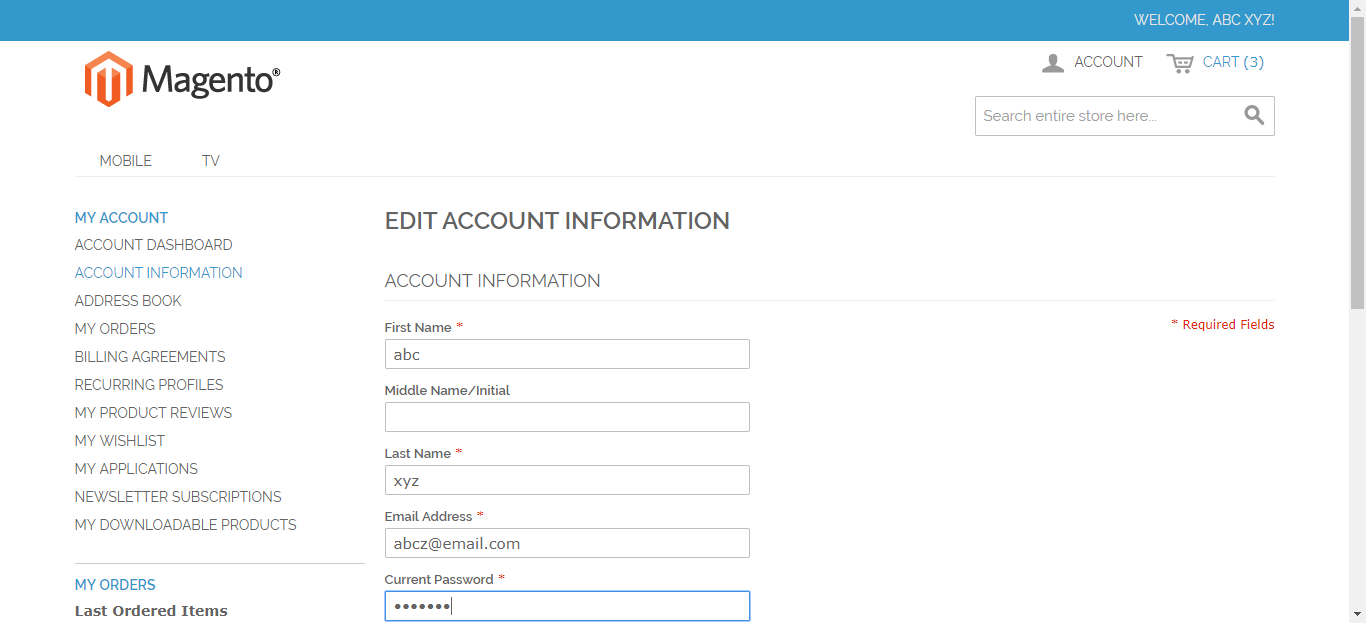 WELCOME, ABC XYZ!
Magento®
ACCOUNT
CART (3)
Search entire store here...
MOBILE
TV
MY ACCOUNT
ACCOUNT DASHBOARD
ACCOUNT INFORMATION
ADDRESS BOOK
MY ORDERS
BILLING AGREEMENTS
RECURRING PROFILES
MY PRODUCT REVIEWS
MY WISHLIST
MY APPLICATIONS
NEWSLETTER SUBSCRIPTIONS
MY DOWNLOADABLE PRODUCTS
MY ORDERS
Last Ordered Items
EDIT ACCOUNT INFORMATION
ACCOUNT INFORMATION
* Required Fields
First Name *
abc
Middle Name/Initial
Last Name *
xyz
Email Address *
abcz@email.com
Current Password *
•••••••